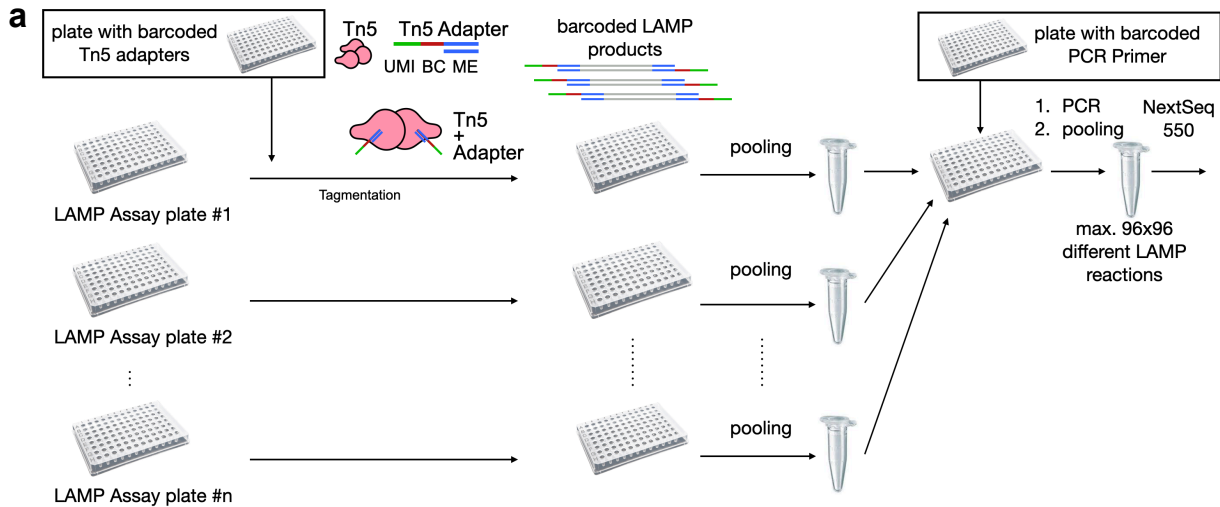 a
plate with barcoded
Tn5 adapters
Tn5
Tn5 Adapter
UMI BC ME
barcoded LAMP
products
plate with barcoded
PCR Primer
Tn5
+
Adapter
1. PCR
2. pooling
NextSeq
550
Tagmentation
pooling
LAMP Assay plate #1
max. 96x96
different LAMP
reactions
pooling
LAMP Assay plate #2
pooling
LAMP Assay plate #n